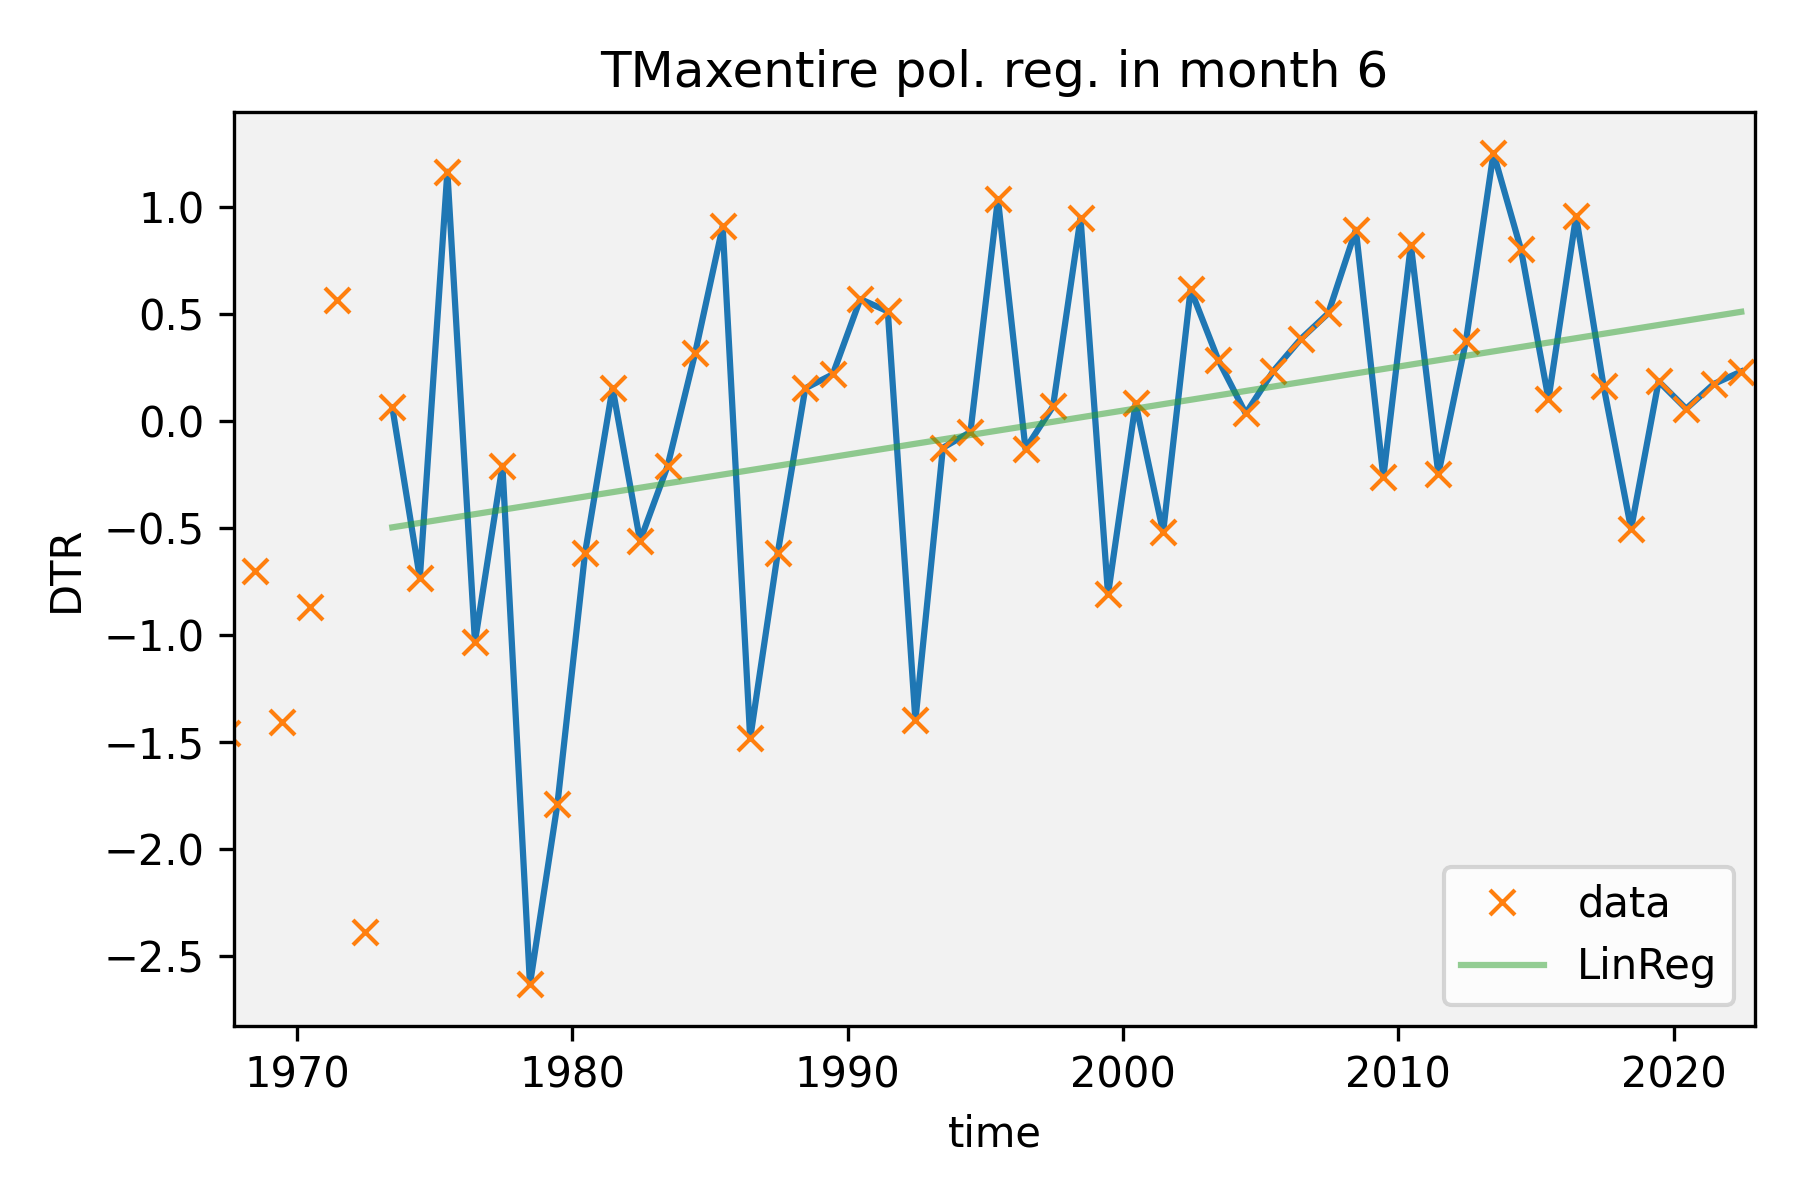 TMaxentire pol. reg. in month 6
1.0
0.5
0.0
−0.5
−1.0
−1.5
−2.0
−2.5
DTR
data
LinReg
1970 1980 1990 2000 2010 2020
time